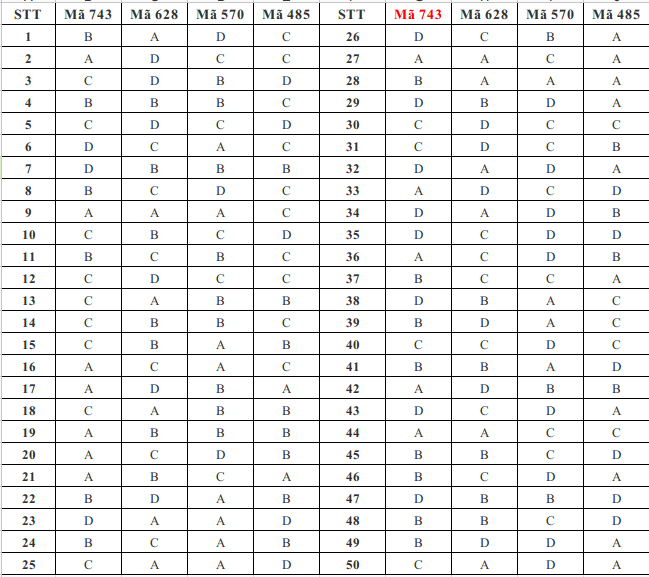 STT Mã 743 Mã 628 Mã 570 Mã 485 STT Mã 743 Mã 628 Mã 570 Mã 485
1 B A D C 26 D C B A
2 A D C C 27 A A C A
3 C D B D 28 B A A A
4 B B B C 29 D B D A
5 C D C D 30 C D C C
6 D C A C 31 C D C B
7 D B B B 32 D A D A
8 B C D C 33 A D C D
9 A A A C 34 D A D B
10 C B C D 35 D C D D
11 B C B C 36 A C D B
12 C D C C 37 B C C A
13 C A B B 38 D B A C
14 C B B C 39 B D A C
15 C B A B 40 C C D C
16 A C A C 41 B B A D
17 A D B A 42 A D B B
18 C A B B 43 D C D A
19 A B B B 44 A A C C
20 A C D B 45 B B C D
21 A B C A 46 B C D A
22 B D A B 47 D B B D
23 D A A D 48 B B C D
24 B C A B 49 B D D A
25 C A A D 50 C A D A